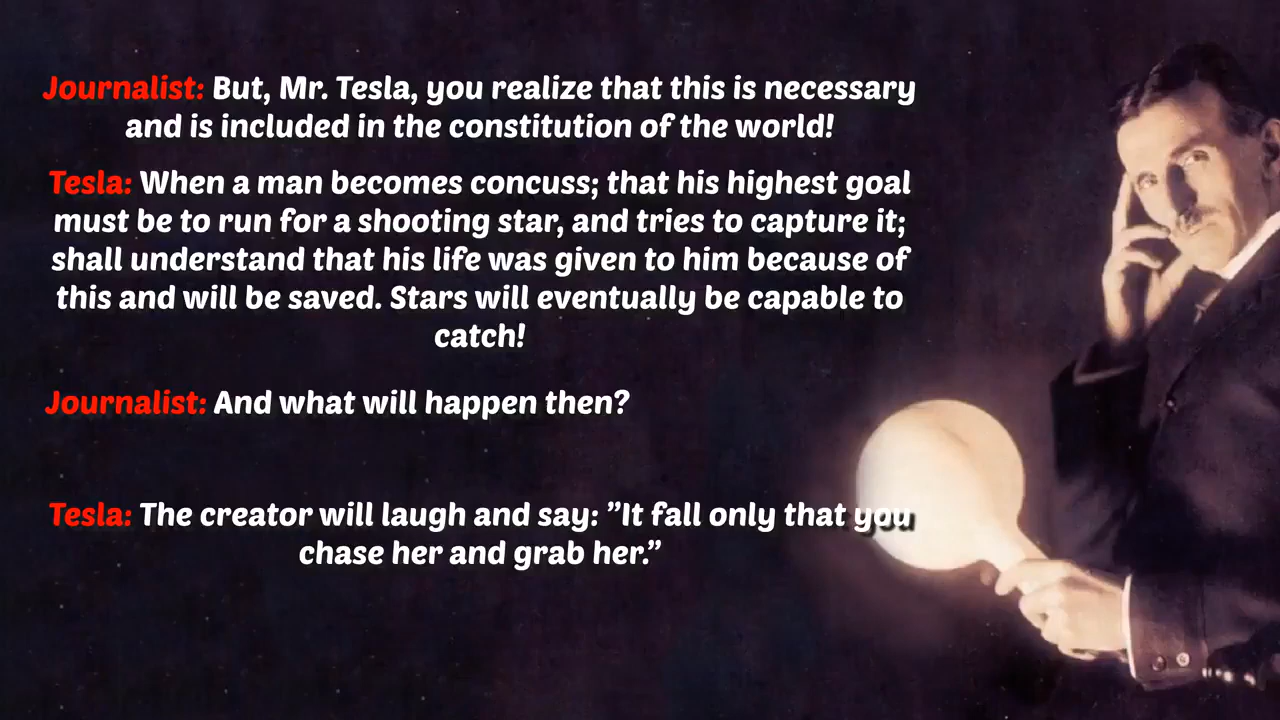 Journalist: But, Mr. Tesla, you realize that this is necessary
and is included in the constitution of the world!
Tesla: When a man becomes concuss; that his highest goal
must be to run for a shooting star, and tries to capture it;
shall understand that his life was given to him because of
this and will be saved. Stars will eventually be capable to
catch!
Journalist: And what will happen then?
Tesla: The creator will laugh and say: ”It fall only that you
chase her and grab her.”